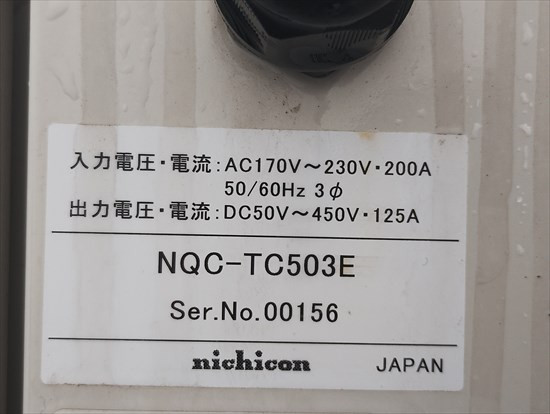 入力電圧・電流:AC170V～230V・200A
50/60Hz 3φ
出力電圧・電流:DC50V～450V・125A
NQC-TC503E
Ser.No.00156
nichicon JAPAN